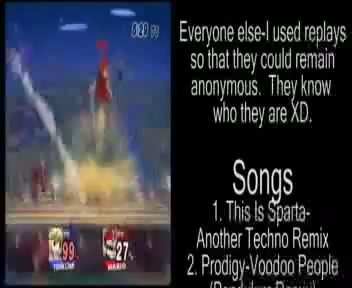 Everyone else-I used replays
so that they could remain
anonymous. They know
who they are XD.
Songs
1. This Is Sparta-
Another Techno Remix
2. Prodigy-Voodoo People
99
27
MARIO